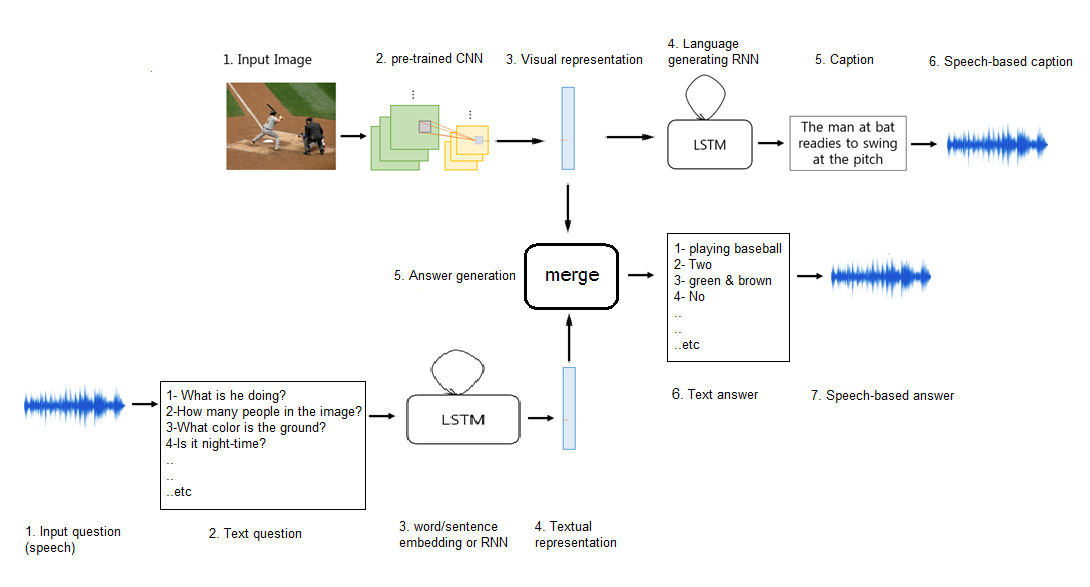 1. Input Image
2. pre-trained CNN
3. Visual representation
4. Language
generating RNN
5. Caption
6. Speech-based caption
LSTM
The man at bat
readies to swing
at the pitch
5. Answer generation
merge
1- playing baseball
2- Two
3- green & brown
4- No
..
..
..etc
6. Text answer
7. Speech-based answer
1- What is he doing?
2-How many people in the image?
3-What color is the ground?
4-Is it night-time?
..
..
..etc
LSTM
1. Input question
(speech)
2. Text question
3. word/sentence
embedding or RNN
4. Textual
representation